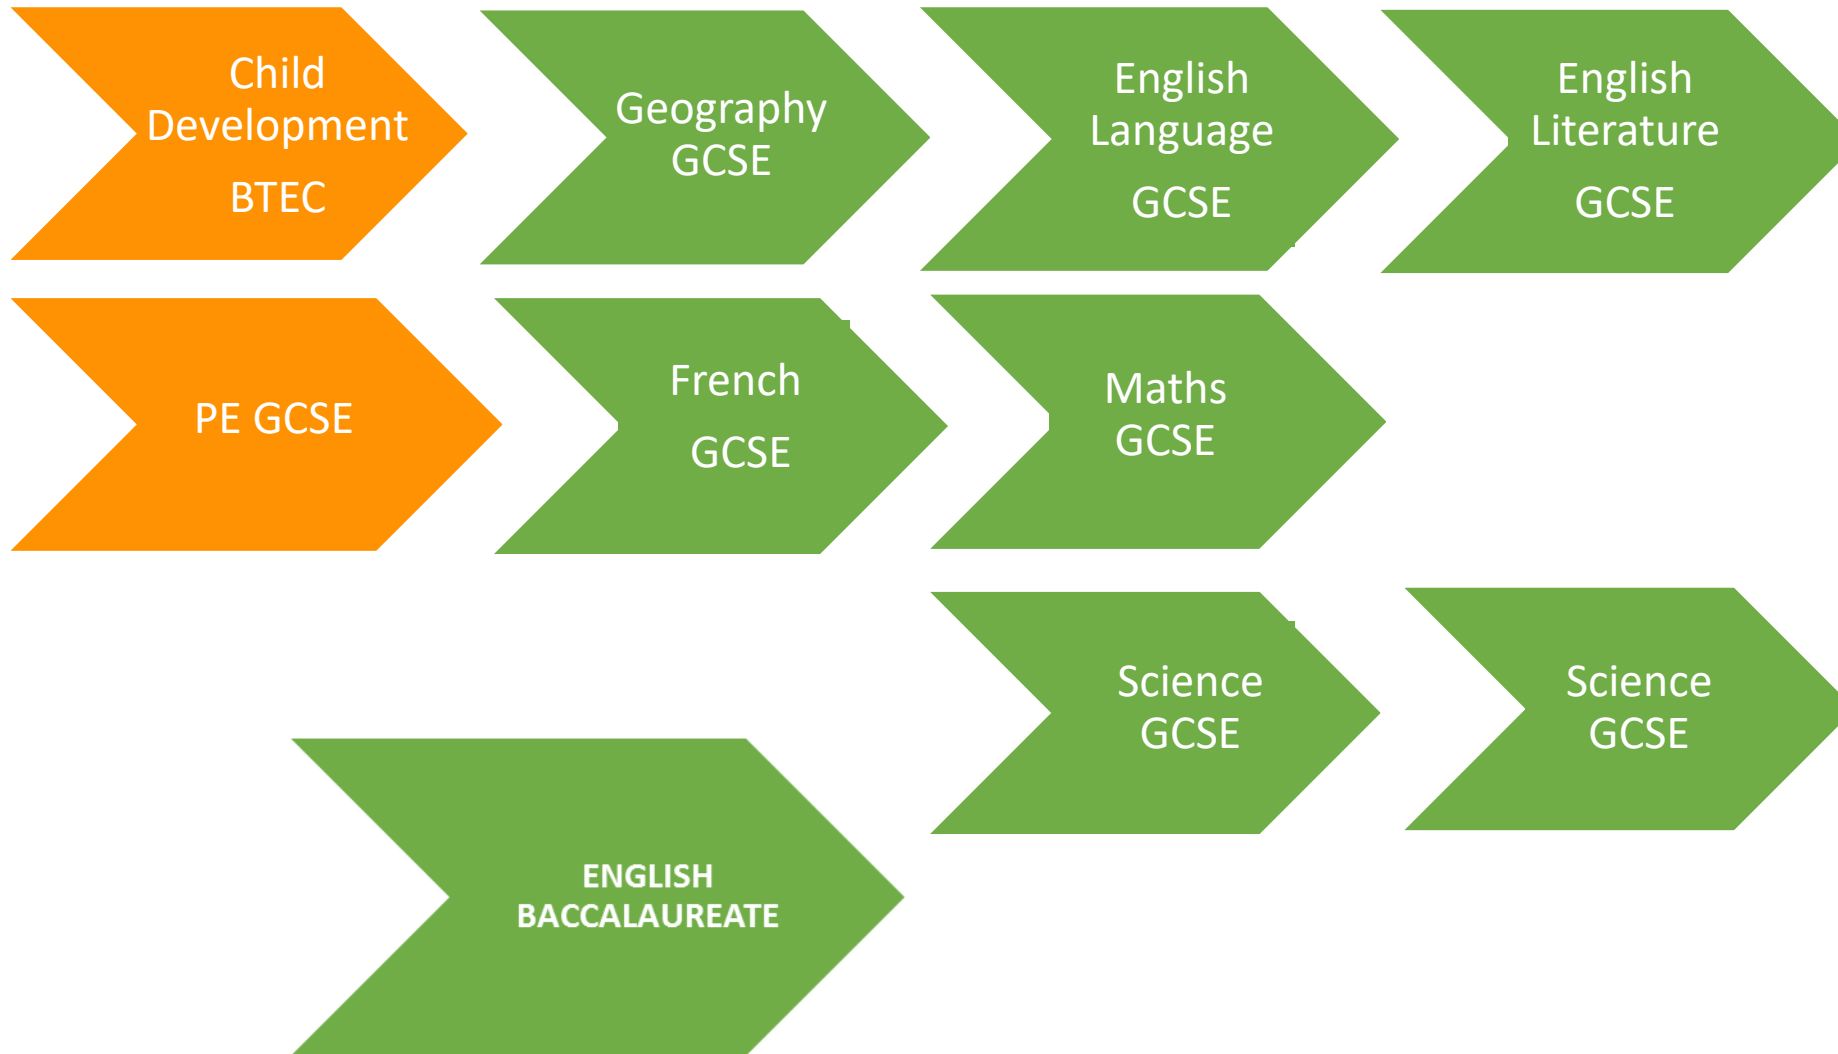 Child
Development
BTEC
Geography
GCSE
English
Language
GCSE
English
Literature
GCSE
PE GCSE
French
GCSE
Maths
GCSE
Science
GCSE
Science
GCSE
ENGLISH
BACCALAUREATE